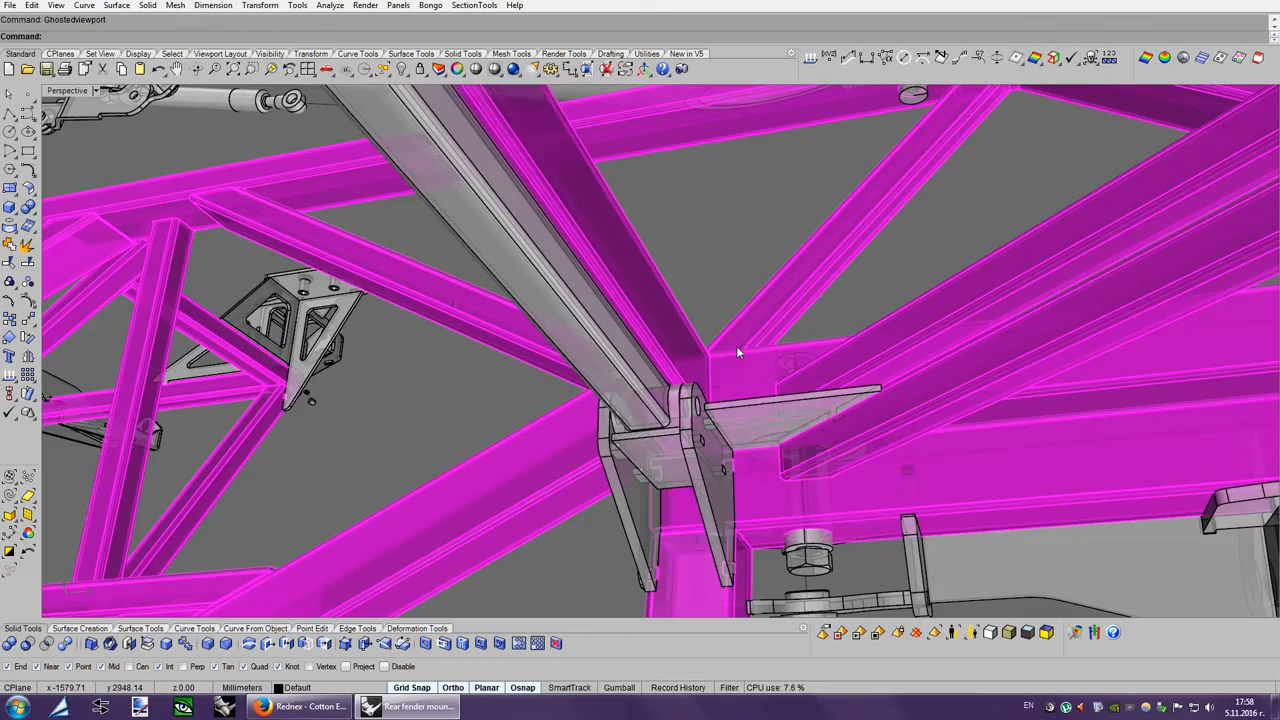 File Edit View Curve Surface Solid Mesh Dimension Transform Tools Analyze Render Panels Bongo SectionTools Help
Command: Ghostedviewport
Command:
Standard CPlanes Set View Display Select Viewport Layout Visibility Transform Curve Tools Surface Tools Solid Tools Mesh Tools Render Tools Drafting Utilises New in V5
Perspective
Solid Tools Surface Creation Surface Tools Curve Tools Curve From Object Point Edit Edge Tools Deformation Tools
End Near Point Mid Cen Int Perp Tan Quad Knot Vertex Project Disable
CPlane x -1579.71 y 2948.14 z 0.00 Millimeters Default Grid Snap Ortho Planar Osnap SmartTrack Gumball Record History Filter CPU use: 7.6 %
Rednex - Cotton E... Rear fender moun... EN 17:58
5.11.2016 г.